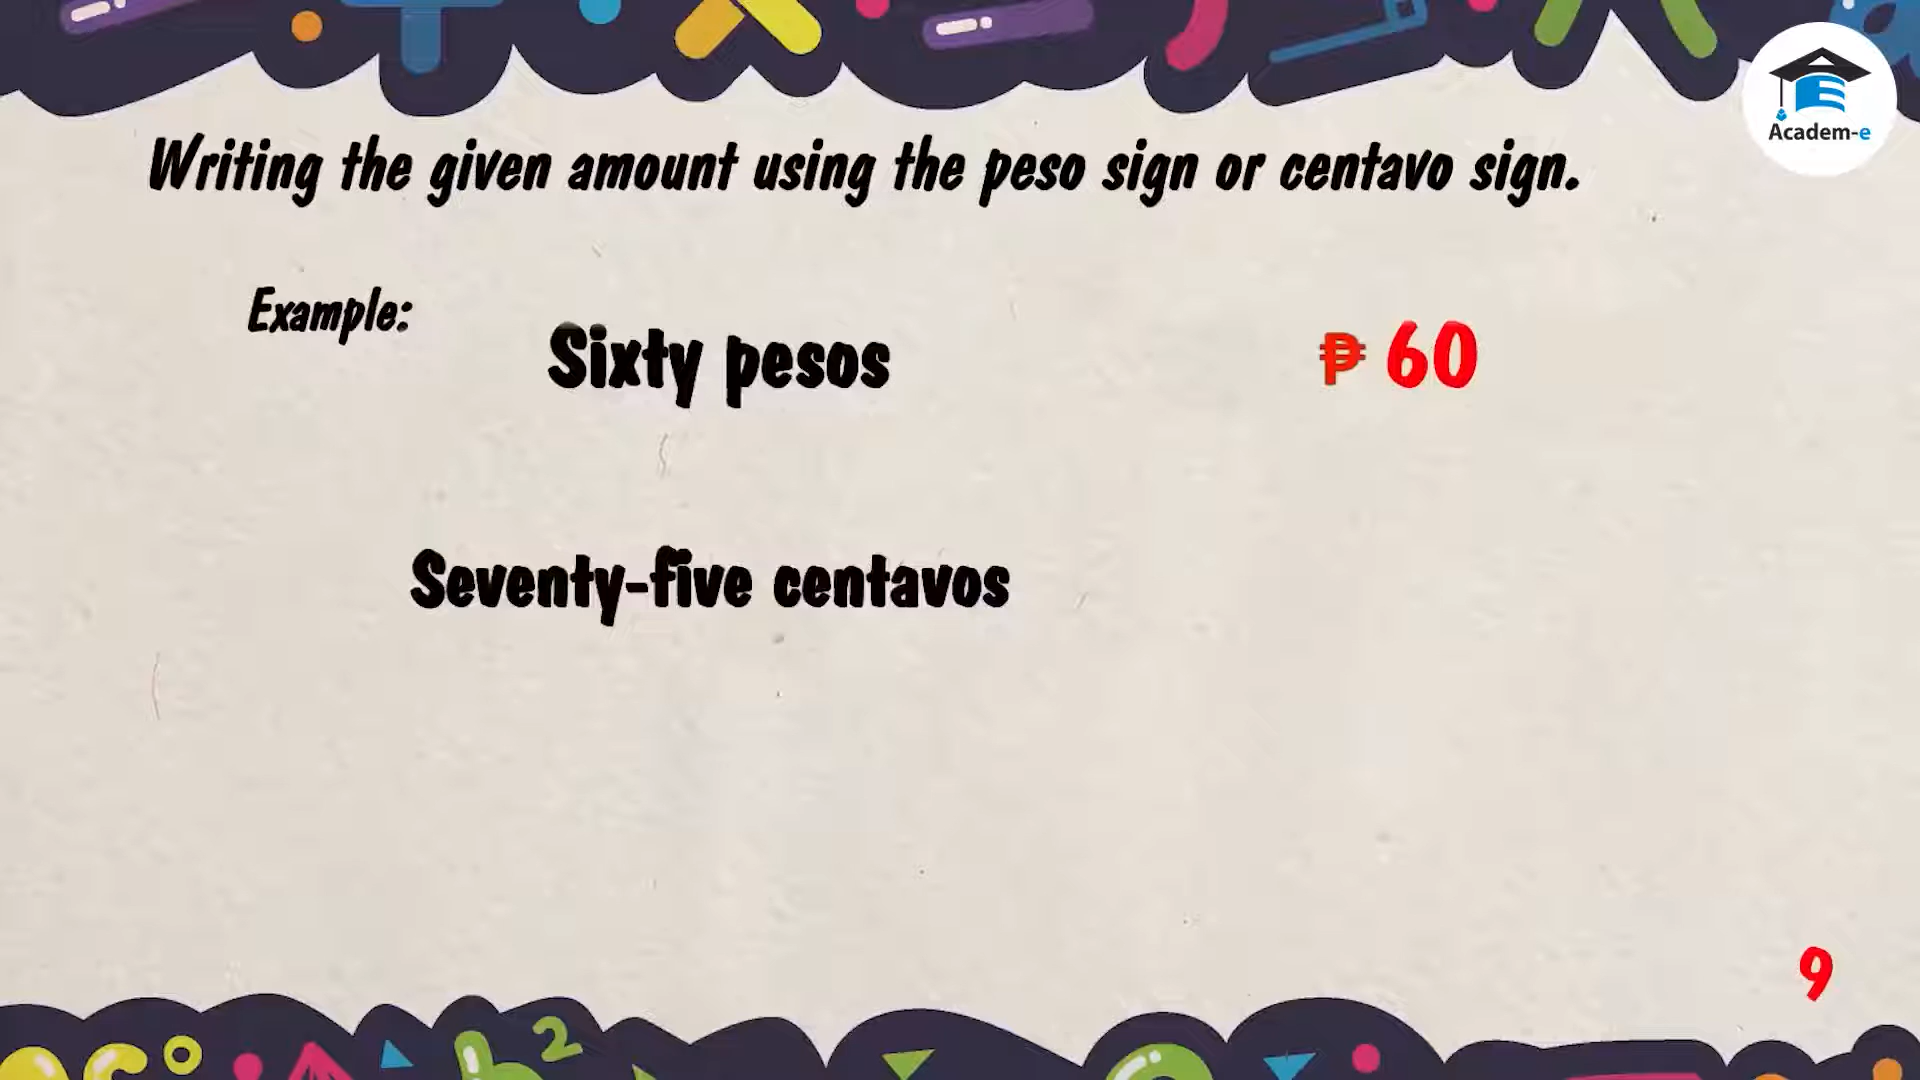 Academ-e
Writing the given amount using the peso sign or centavo sign.
Example:
Sixty pesos ₱ 60
Seventy-five centavos
9
2